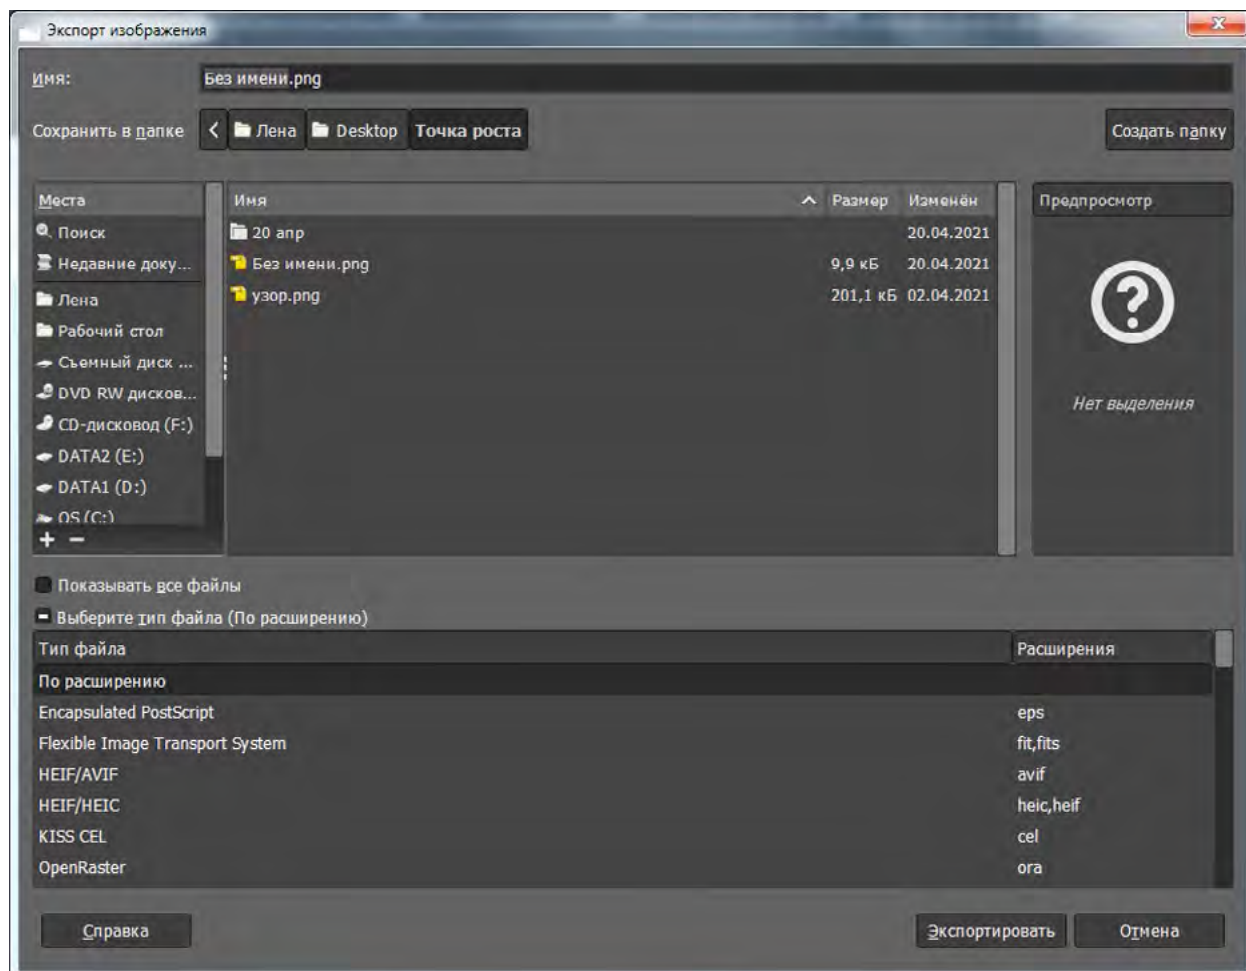 Экспорт изображения
Имя: Без имени.png
Сохранить в папке < Лена Desktop Точка роста Создать папку
Места Имя Размер Изменён Предпросмотр
Поиск 20 апр 20.04.2021
Недавние доку... Без имени.png 9,9 кБ 20.04.2021
Лена узор.png 201,1 кБ 02.04.2021
Рабочий стол
Съемный диск ...
DVD RW дисков...
Нет выделения
CD-дисковод (F:)
DATA2 (E:)
DATA1 (D:)
OS (C:)
Показывать все файлы
Выберите тип файла (По расширению)
Тип файла Расширения
По расширению
Encapsulated PostScript eps
Flexible Image Transport System fit,fits
HEIF/AVIF avif
HEIF/HEIC heic,heif
KISS CEL cel
OpenRaster ora
Справка Экспортировать Отмена